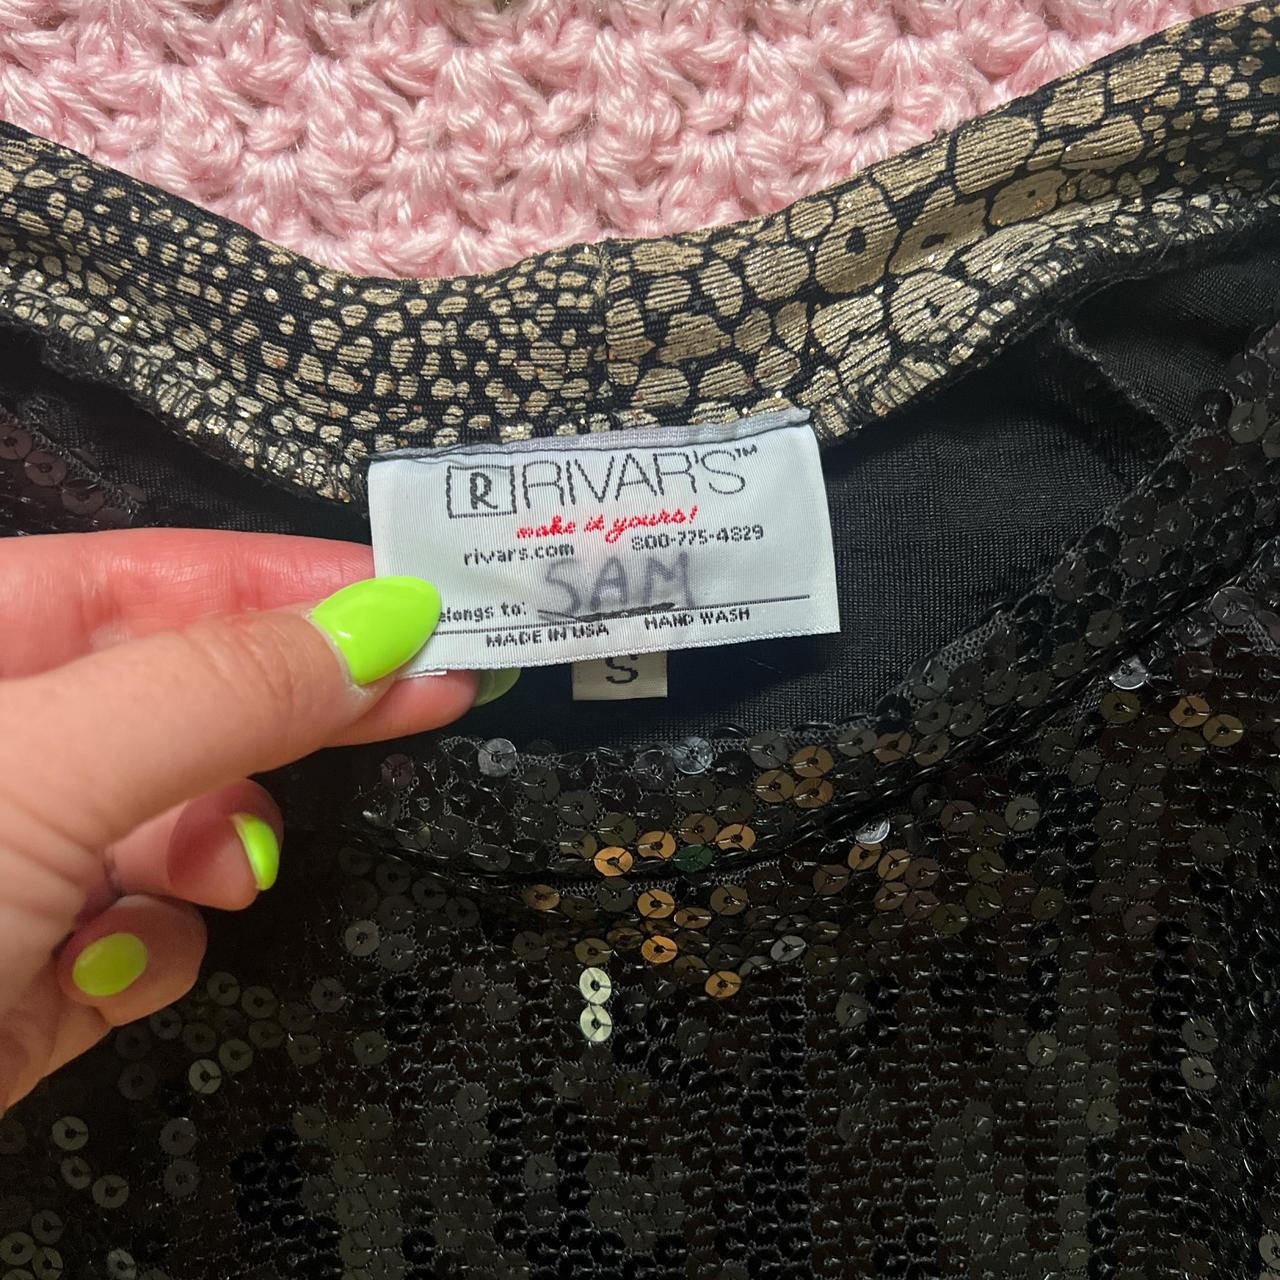 R RIVAR'S™
make it yours!
rivars.com 800-775-4829
elongs to: SAM
MADE IN USA HAND WASH
S